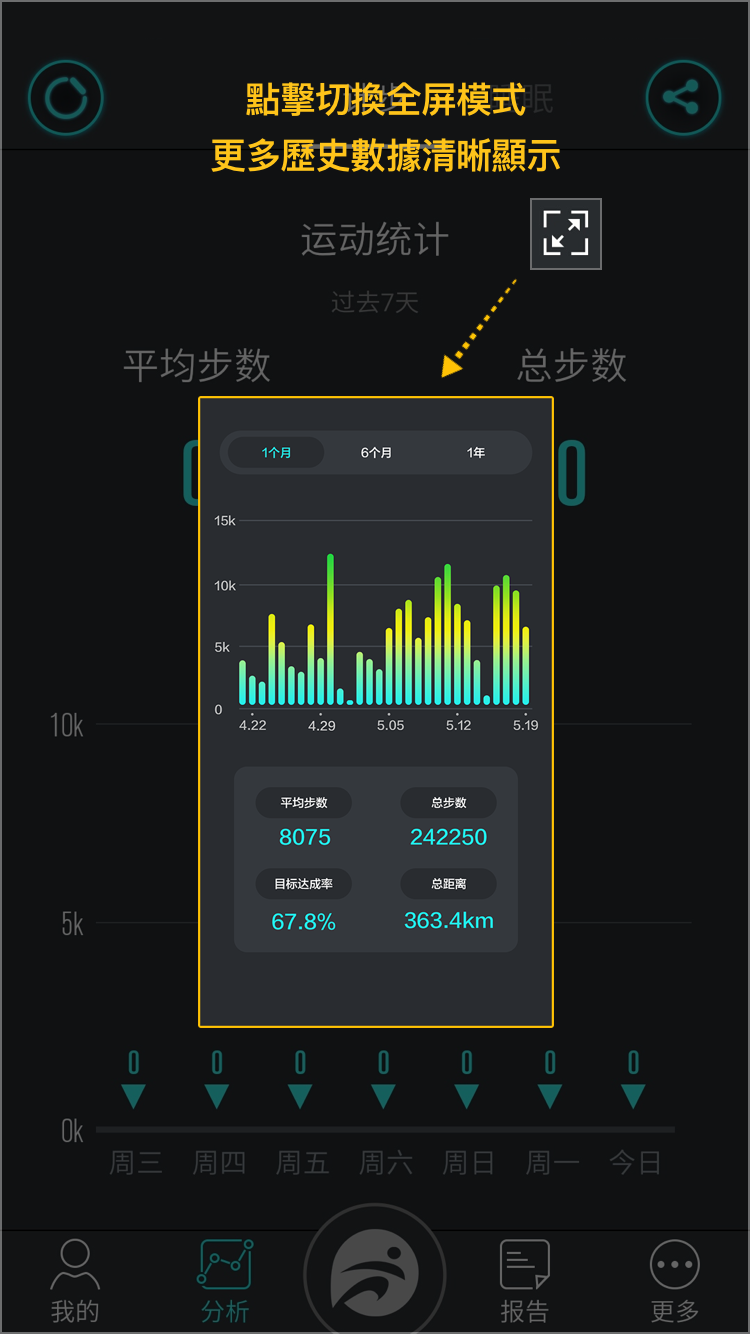 點擊切換全屏模式
眠
更多歷史數據清晰顯示
运动统计
过去7天
平均步数
总步数
0
0
1个月
6个月
1年
15k
10k
5k
0
4.22
4.29
5.05
5.12
5.19
平均步数
总步数
8075
242250
目标达成率
总距离
67.8%
363.4km
10k
5k
0 0 0 0 0 0 0
0k
周三 周四 周五 周六 周日 周一 今日
我的
分析
报告
更多